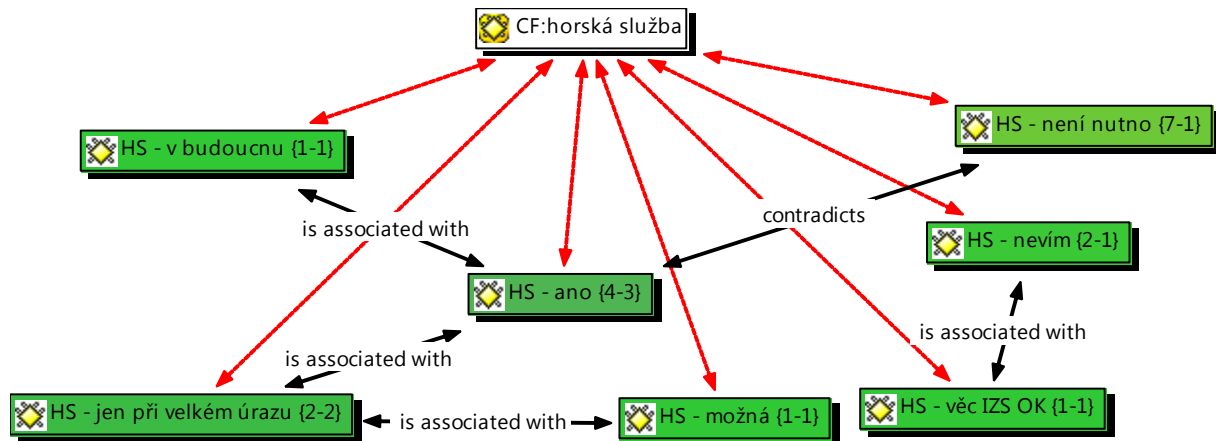 CF:horská služba
HS - není nutno {7-1}
HS - v budoucnu {1-1}
contradicts
is associated with
HS - nevím {2-1}
HS - ano {4-3}
is associated with
is associated with
HS - jen při velkém úrazu {2-2}
is associated with
HS - možná {1-1}
HS - věc IZS OK {1-1}